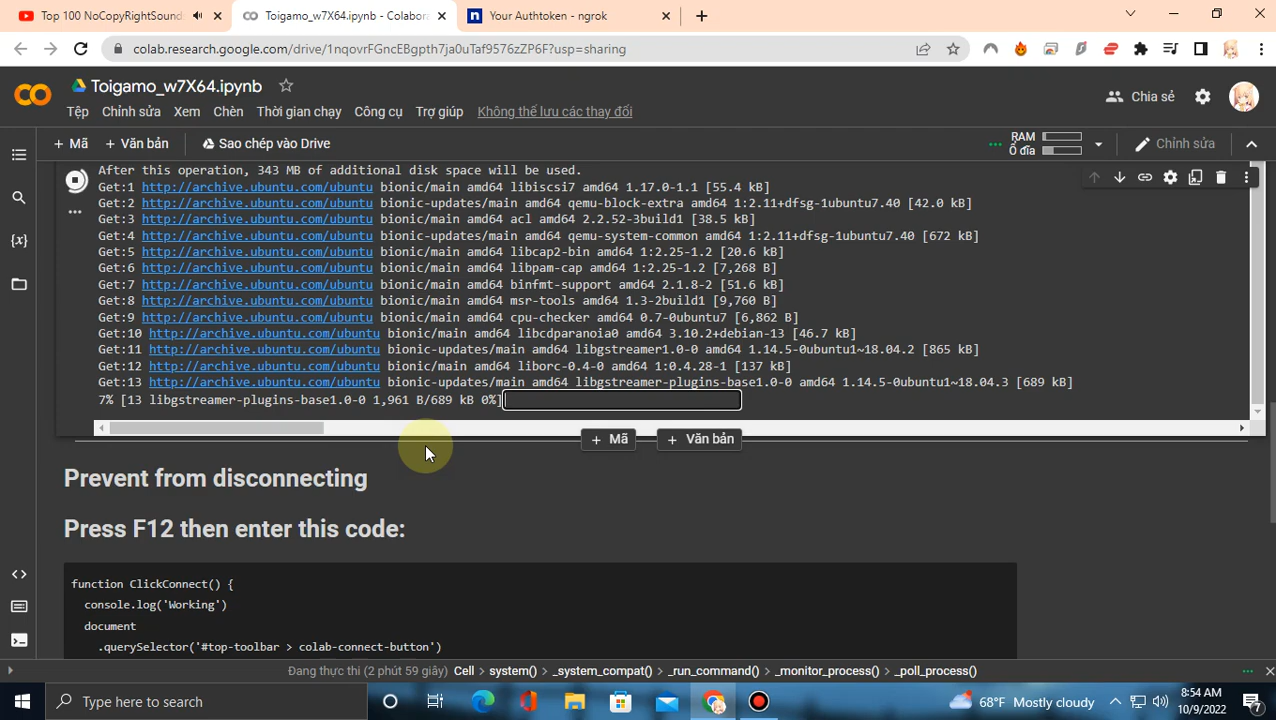 Top 100 NoCopyRightSound
Toigamo_w7X64.ipynb - Colabora
Your Authtoken - ngrok
colab.research.google.com/drive/1nqovrFGncEBgpth7ja0uTaf9576zZP6F?usp=sharing
Toigamo_w7X64.ipynb
Tệp Chỉnh sửa Xem Chèn Thời gian chạy Công cụ Trợ giúp Không thể lưu các thay đổi
Chia sẻ
+ Mã + Văn bản Sao chép vào Drive
RAM
Ổ đĩa
Chỉnh sửa
After this operation, 343 MB of additional disk space will be used.
Get:1 http://archive.ubuntu.com/ubuntu bionic/main amd64 libiscsi7 amd64 1.17.0-1.1 [55.4 kB]
Get:2 http://archive.ubuntu.com/ubuntu bionic-updates/main amd64 qemu-block-extra amd64 1:2.11+dfsg-1ubuntu7.40 [42.0 kB]
Get:3 http://archive.ubuntu.com/ubuntu bionic/main amd64 acl amd64 2.2.52-3build1 [38.5 kB]
Get:4 http://archive.ubuntu.com/ubuntu bionic-updates/main amd64 qemu-system-common amd64 1:2.11+dfsg-1ubuntu7.40 [672 kB]
Get:5 http://archive.ubuntu.com/ubuntu bionic/main amd64 libcap2-bin amd64 1:2.25-1.2 [20.6 kB]
Get:6 http://archive.ubuntu.com/ubuntu bionic/main amd64 libpam-cap amd64 1:2.25-1.2 [7,268 B]
Get:7 http://archive.ubuntu.com/ubuntu bionic/main amd64 binfmt-support amd64 2.1.8-2 [51.6 kB]
Get:8 http://archive.ubuntu.com/ubuntu bionic/main amd64 msr-tools amd64 1.3-2build1 [9,760 B]
Get:9 http://archive.ubuntu.com/ubuntu bionic/main amd64 cpu-checker amd64 0.7-0ubuntu7 [6,862 B]
Get:10 http://archive.ubuntu.com/ubuntu bionic/main amd64 libcdparanoia0 amd64 3.10.2+debian-13 [46.7 kB]
Get:11 http://archive.ubuntu.com/ubuntu bionic-updates/main amd64 libgstreamer1.0-0 amd64 1.14.5-0ubuntu1~18.04.2 [865 kB]
Get:12 http://archive.ubuntu.com/ubuntu bionic/main amd64 liborc-0.4-0 amd64 1:0.4.28-1 [137 kB]
Get:13 http://archive.ubuntu.com/ubuntu bionic-updates/main amd64 libgstreamer-plugins-base1.0-0 amd64 1.14.5-0ubuntu1~18.04.3 [689 kB]
7% [13 libgstreamer-plugins-base1.0-0 1,961 B/689 kB 0%]
+ Mã + Văn bản
Prevent from disconnecting
Press F12 then enter this code:
function ClickConnect() {
console.log('Working')
document
.querySelector('#top-toolbar > colab-connect-button')
Đang thực thi (2 phút 59 giây) Cell > system() > _system_compat() > _run_command() > _monitor_process() > _poll_process()
Type here to search
68°F Mostly cloudy
8:54 AM
10/9/2022
7